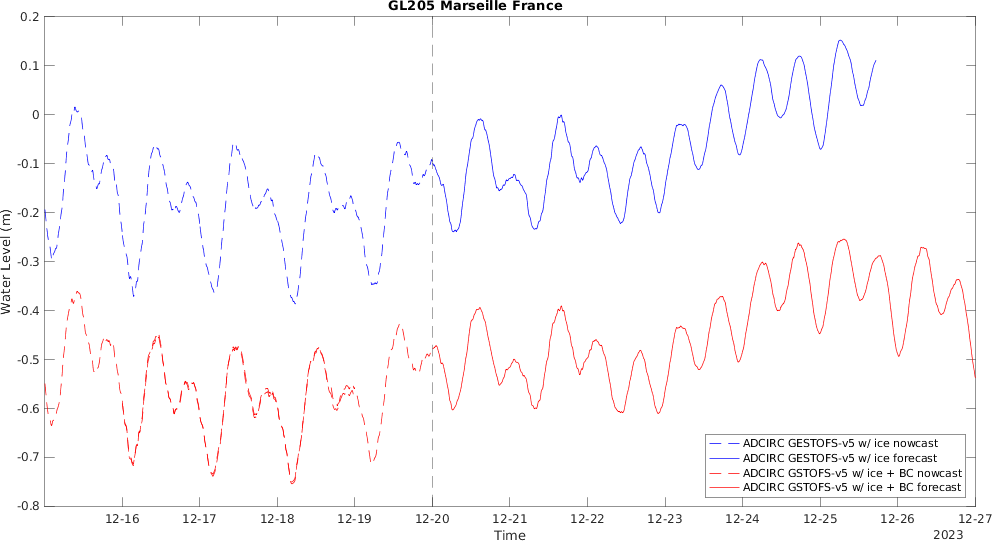 GL205 Marseille France
0.2
0.1
0
-0.1
-0.2
-0.3
-0.4
-0.5
-0.6
-0.7
-0.8
Water Level (m)
ADCIRC GESTOFS-v5 w/ ice nowcast
ADCIRC GESTOFS-v5 w/ ice forecast
ADCIRC GSTOFS-v5 w/ ice + BC nowcast
ADCIRC GSTOFS-v5 w/ ice + BC forecast
12-16 12-17 12-18 12-19 12-20 12-21 12-22 12-23 12-24 12-25 12-26 12-27
Time
2023